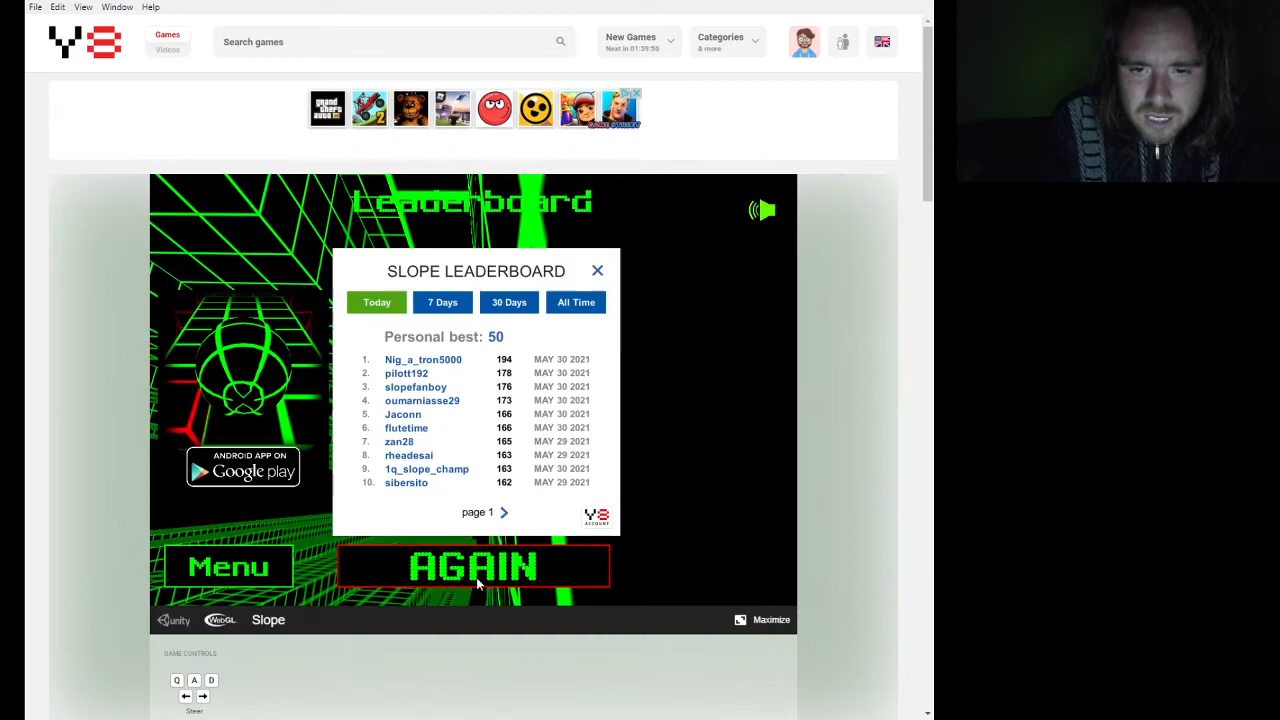 File Edit View Window Help
Y8
Games
Videos
Search games
New Games
Next in 01:59:56
Categories
& more
Leaderboard
SLOPE LEADERBOARD
Today 7 Days 30 Days All Time
Personal best: 50
1. Nig_a_tron5000 194 MAY 30 2021
2. pilott192 178 MAY 30 2021
3. slopefanboy 176 MAY 30 2021
4. oumarniasse29 173 MAY 30 2021
5. Jaconn 166 MAY 30 2021
6. flutetime 166 MAY 30 2021
7. zan28 165 MAY 29 2021
8. rheadesai 163 MAY 29 2021
9. 1q_slope_champ 163 MAY 30 2021
10. sibersito 162 MAY 29 2021
page 1
Y8
ACCOUNT
ANDROID APP ON
Google play
Menu
AGAIN
unity WebGL Slope
Maximize
GAME CONTROLS
Q A D
Steer